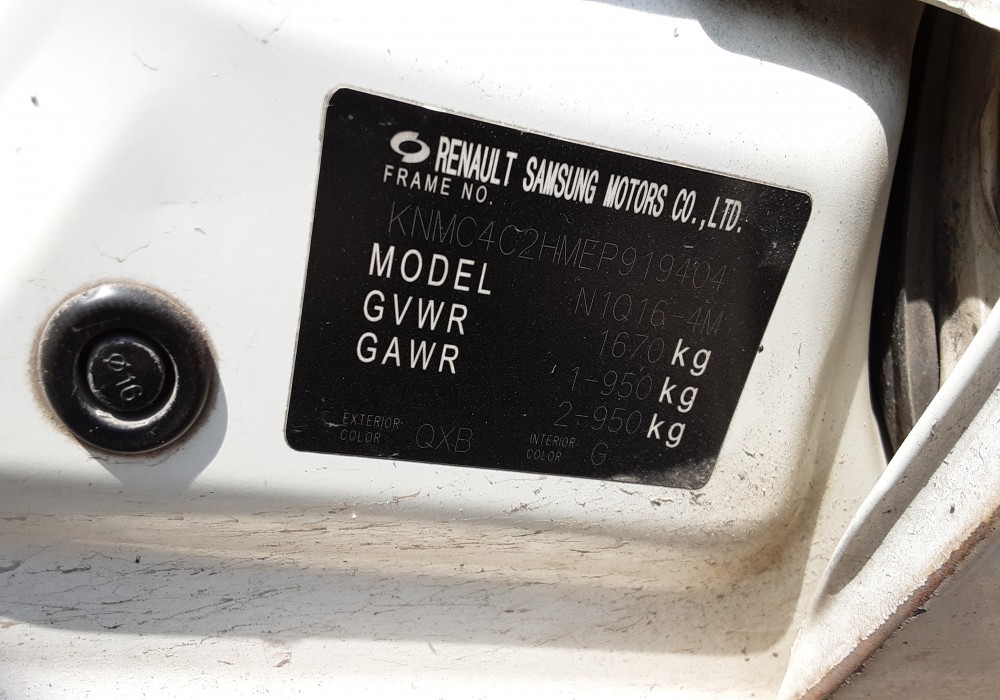 RENAULT SAMSUNG MOTORS CO.,LTD.
FRAME NO.
KNMC4C2HMEP919404
MODEL N1Q16-4M
GVWR 1670 kg
GAWR 1-950 kg
2-950 kg
EXTERIOR COLOR QXB INTERIOR COLOR G
φ16